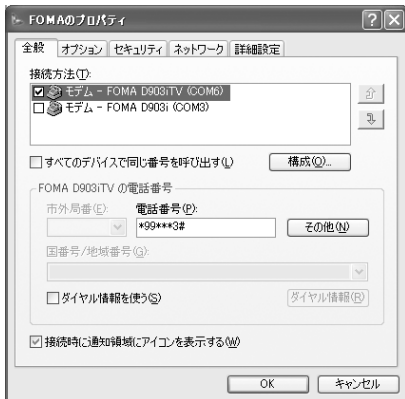 FOMAのプロパティ
全般 オプション セキュリティ ネットワーク 詳細設定
接続方法(T):
モデム - FOMA D903iTV (COM6)
モデム - FOMA D903i (COM3)
すべてのデバイスで同じ番号を呼び出す(L) 構成(O)...
FOMA D903iTV の電話番号
市外局番(E): 電話番号(P):
*99***3# その他(N)
国番号/地域番号(G):
ダイヤル情報を使う(S) ダイヤル情報(R)
接続時に通知領域にアイコンを表示する(W)
OK キャンセル